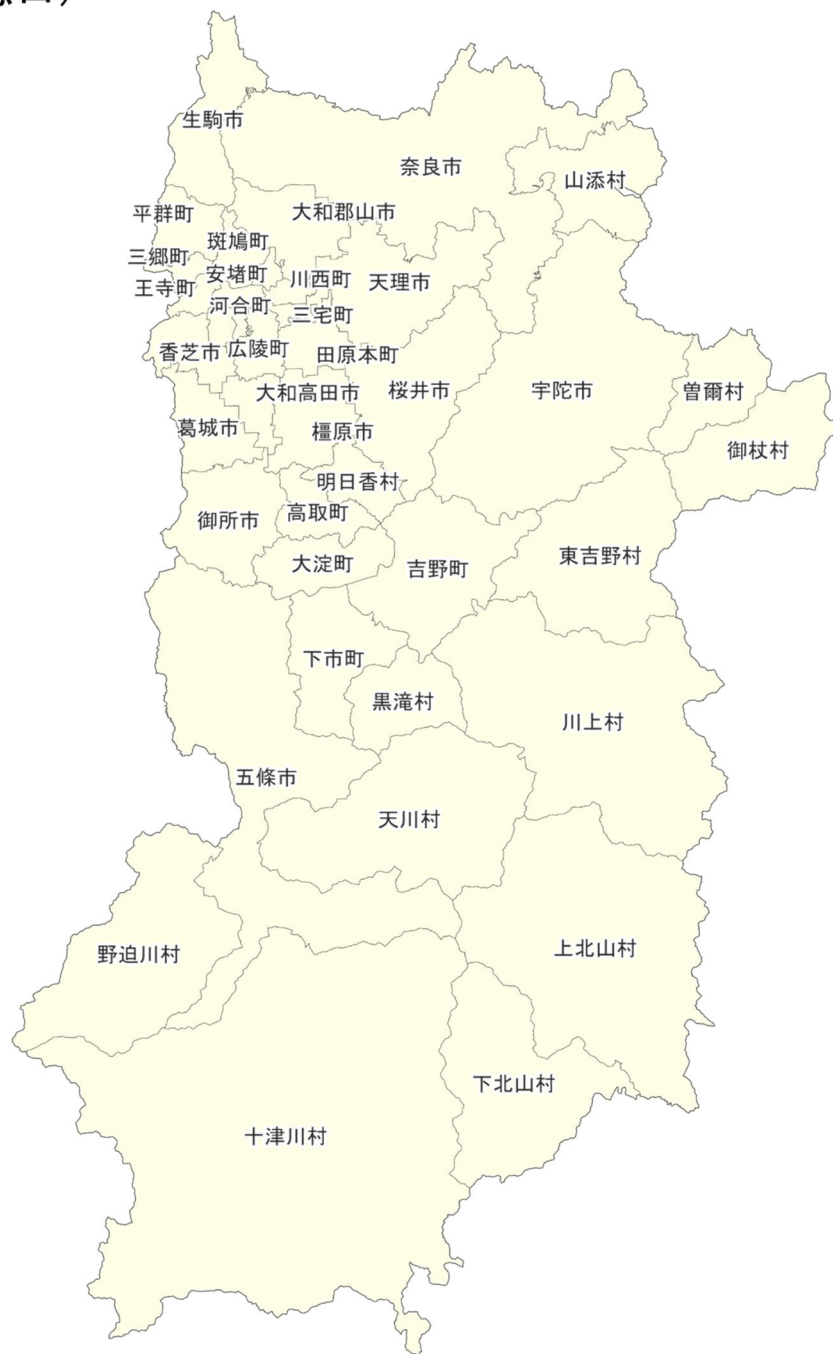 生駒市
奈良市
山添村
平群町
大和郡山市
斑鳩町
三郷町
安堵町
川西町
天理市
王寺町
河合町
三宅町
香芝市
広陵町
田原本町
大和高田市
桜井市
宇陀市
曽爾村
葛城市
橿原市
御杖村
明日香村
御所市
高取町
大淀町
吉野町
東吉野村
下市町
黒滝村
川上村
五條市
天川村
野迫川村
上北山村
下北山村
十津川村